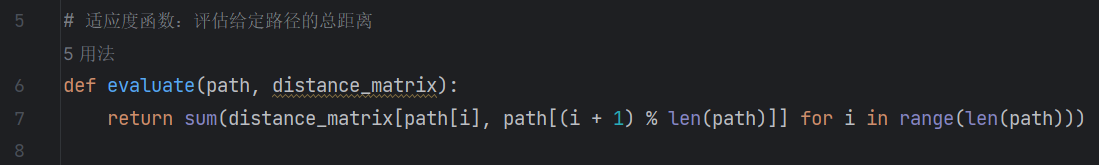 5 # 适应度函数：评估给定路径的总距离
5 用法
6 def evaluate(path, distance_matrix):
7     return sum(distance_matrix[path[i], path[(i + 1) % len(path)]] for i in range(len(path)))
8